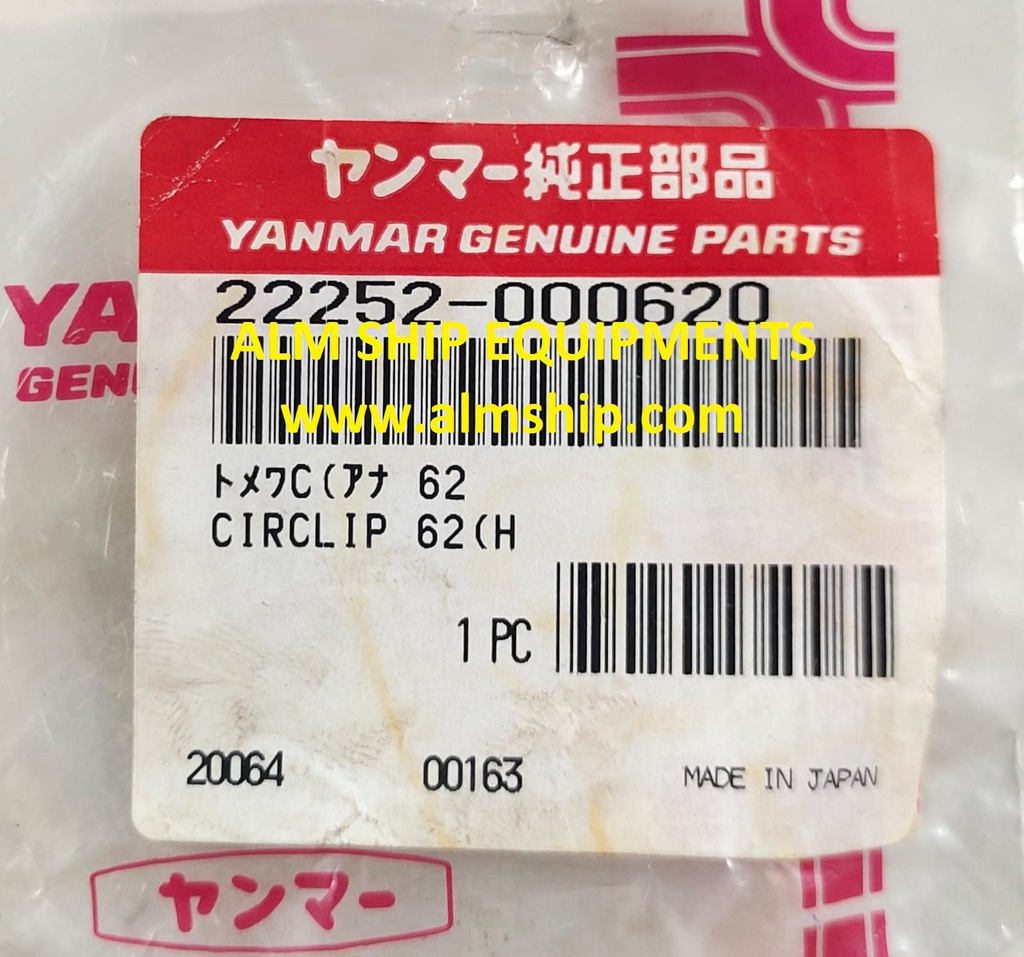 ヤンマー純正部品
YANMAR GENUINE PARTS
22252-000620
ALM SHIP EQUIPMENTS
www.almship.com
YA
GEN
ﾄﾒﾜC(ｱﾅ 62
CIRCLIP 62(H
1 PC
20064 00163 MADE IN JAPAN
ヤンマー